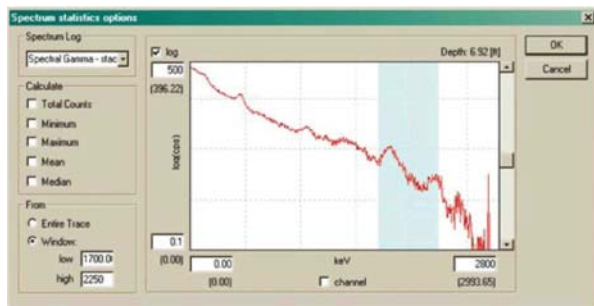 Spectrum statistics options
Spectrum Log
Spectral Gamma - stac
Calculate
Total Counts
Minimum
Maximum
Mean
Median
From
Entire Trace
Window:
low 1700.0
high 2250
log
Depth: 6.92 [ft]
500
(396.22)
log(cps)
0.1
(0.00)
0.00
keV
2800
(0.00)
channel
(2993.65)
OK
Cancel